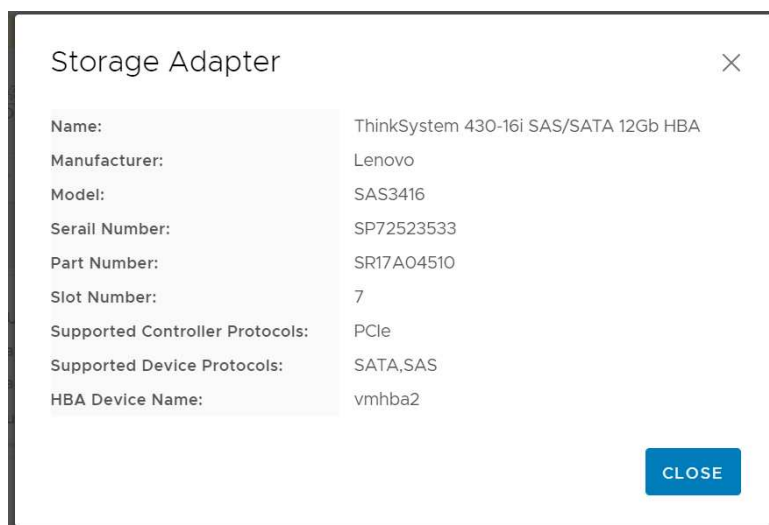 Storage Adapter
Name: ThinkSystem 430-16i SAS/SATA 12Gb HBA
Manufacturer: Lenovo
Model: SAS3416
Serail Number: SP72523533
Part Number: SR17A04510
Slot Number: 7
Supported Controller Protocols: PCIe
Supported Device Protocols: SATA,SAS
HBA Device Name: vmhba2
CLOSE